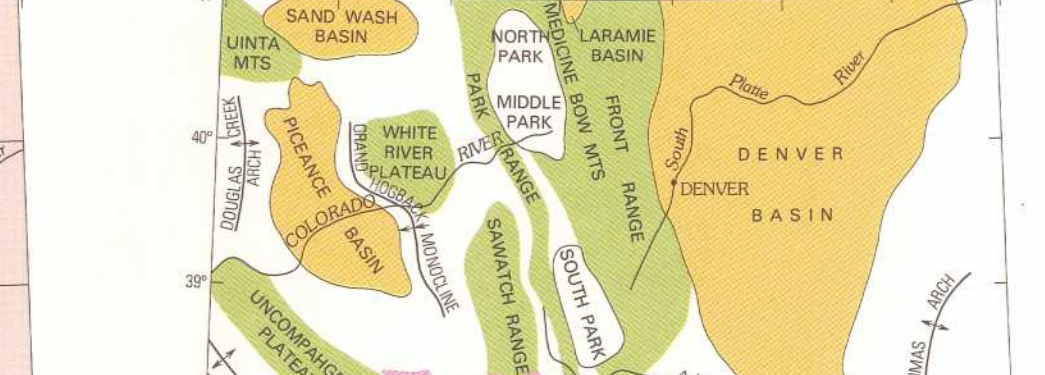 SAND WASH
BASIN
UINTA
MTS
NORTH
PARK
MEDICINE BOW MTS
LARAMIE
BASIN
PARK
RANGE
MIDDLE
PARK
FRONT
RANGE
South
Platte
River
40°
DOUGLAS CREEK
ARCH
PICEANCE
BASIN
GRAND
HOGBACK
MONOCLINE
WHITE
RIVER
PLATEAU
COLORADO
RIVER
DENVER
BASIN
DENVER
39°
UNCOMPAHGRE
SAWATCH RANGE
SOUTH PARK
ARCH